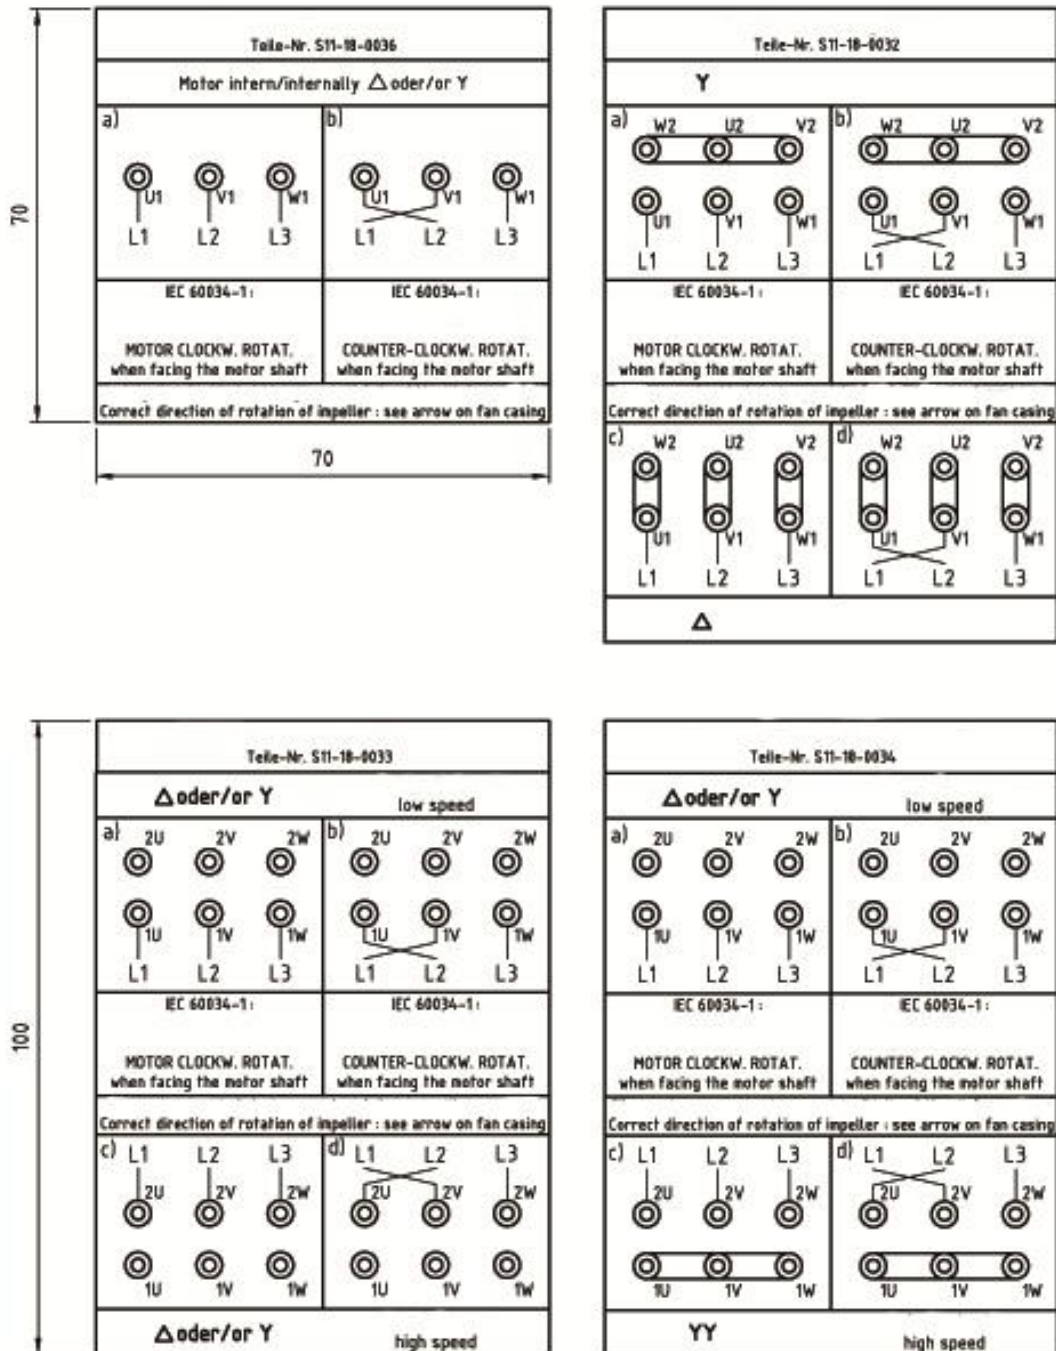 Teile-Nr. S11-18-0036
Motor intern/internally Δ oder/or Y
a)
U1 V1 W1
L1 L2 L3
b)
U1 V1 W1
L1 L2 L3
IEC 60034-1:
MOTOR CLOCKW. ROTAT.
when facing the motor shaft
IEC 60034-1:
COUNTER-CLOCKW. ROTAT.
when facing the motor shaft
Correct direction of rotation of impeller : see arrow on fan casing
70
70
Teile-Nr. S11-18-0032
Y
a)
W2 U2 V2
U1 V1 W1
L1 L2 L3
b)
W2 U2 V2
U1 V1 W1
L1 L2 L3
IEC 60034-1:
MOTOR CLOCKW. ROTAT.
when facing the motor shaft
IEC 60034-1:
COUNTER-CLOCKW. ROTAT.
when facing the motor shaft
Correct direction of rotation of impeller : see arrow on fan casing
c)
W2 U2 V2
U1 V1 W1
L1 L2 L3
d)
W2 U2 V2
U1 V1 W1
L1 L2 L3
Δ
Teile-Nr. S11-18-0033
Δ oder/or Y low speed
a)
2U 2V 2W
1U 1V 1W
L1 L2 L3
b)
2U 2V 2W
1U 1V 1W
L1 L2 L3
IEC 60034-1:
MOTOR CLOCKW. ROTAT.
when facing the motor shaft
IEC 60034-1:
COUNTER-CLOCKW. ROTAT.
when facing the motor shaft
Correct direction of rotation of impeller : see arrow on fan casing
c)
L1 L2 L3
2U 2V 2W
1U 1V 1W
d)
L1 L2 L3
2U 2V 2W
1U 1V 1W
Δ oder/or Y high speed
100
Teile-Nr. S11-18-0034
Δ oder/or Y low speed
a)
2U 2V 2W
1U 1V 1W
L1 L2 L3
b)
2U 2V 2W
1U 1V 1W
L1 L2 L3
IEC 60034-1:
MOTOR CLOCKW. ROTAT.
when facing the motor shaft
IEC 60034-1:
COUNTER-CLOCKW. ROTAT.
when facing the motor shaft
Correct direction of rotation of impeller : see arrow on fan casing
c)
L1 L2 L3
2U 2V 2W
1U 1V 1W
d)
L1 L2 L3
2U 2V 2W
1U 1V 1W
YY high speed